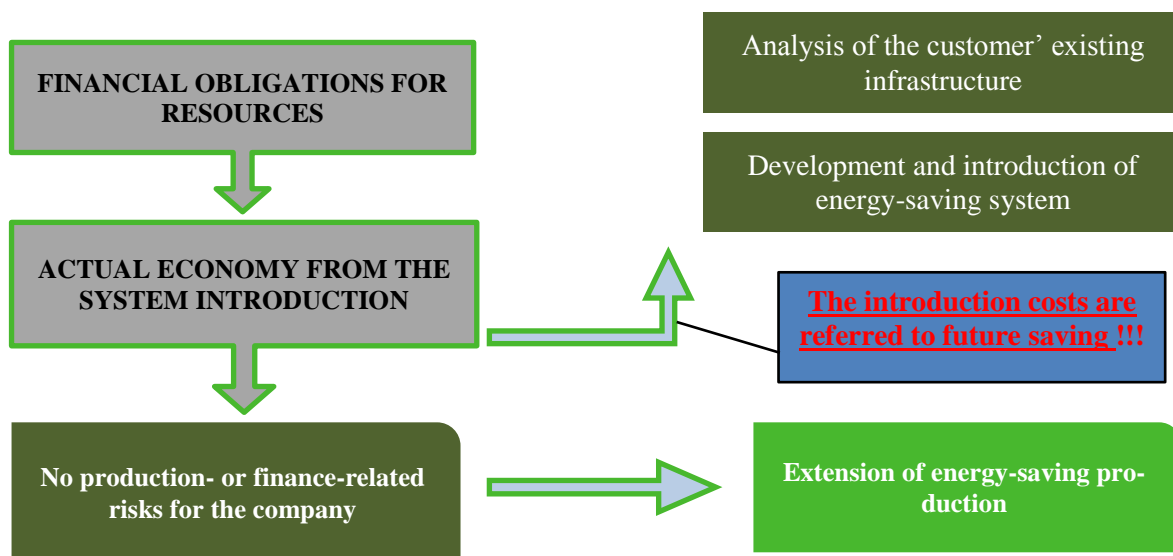 FINANCIAL OBLIGATIONS FOR
RESOURCES
ACTUAL ECONOMY FROM THE
SYSTEM INTRODUCTION
No production- or finance-related
risks for the company
Analysis of the customer’ existing
infrastructure
Development and introduction of
energy-saving system
The introduction costs are
referred to future saving !!!
Extension of energy-saving pro-
duction